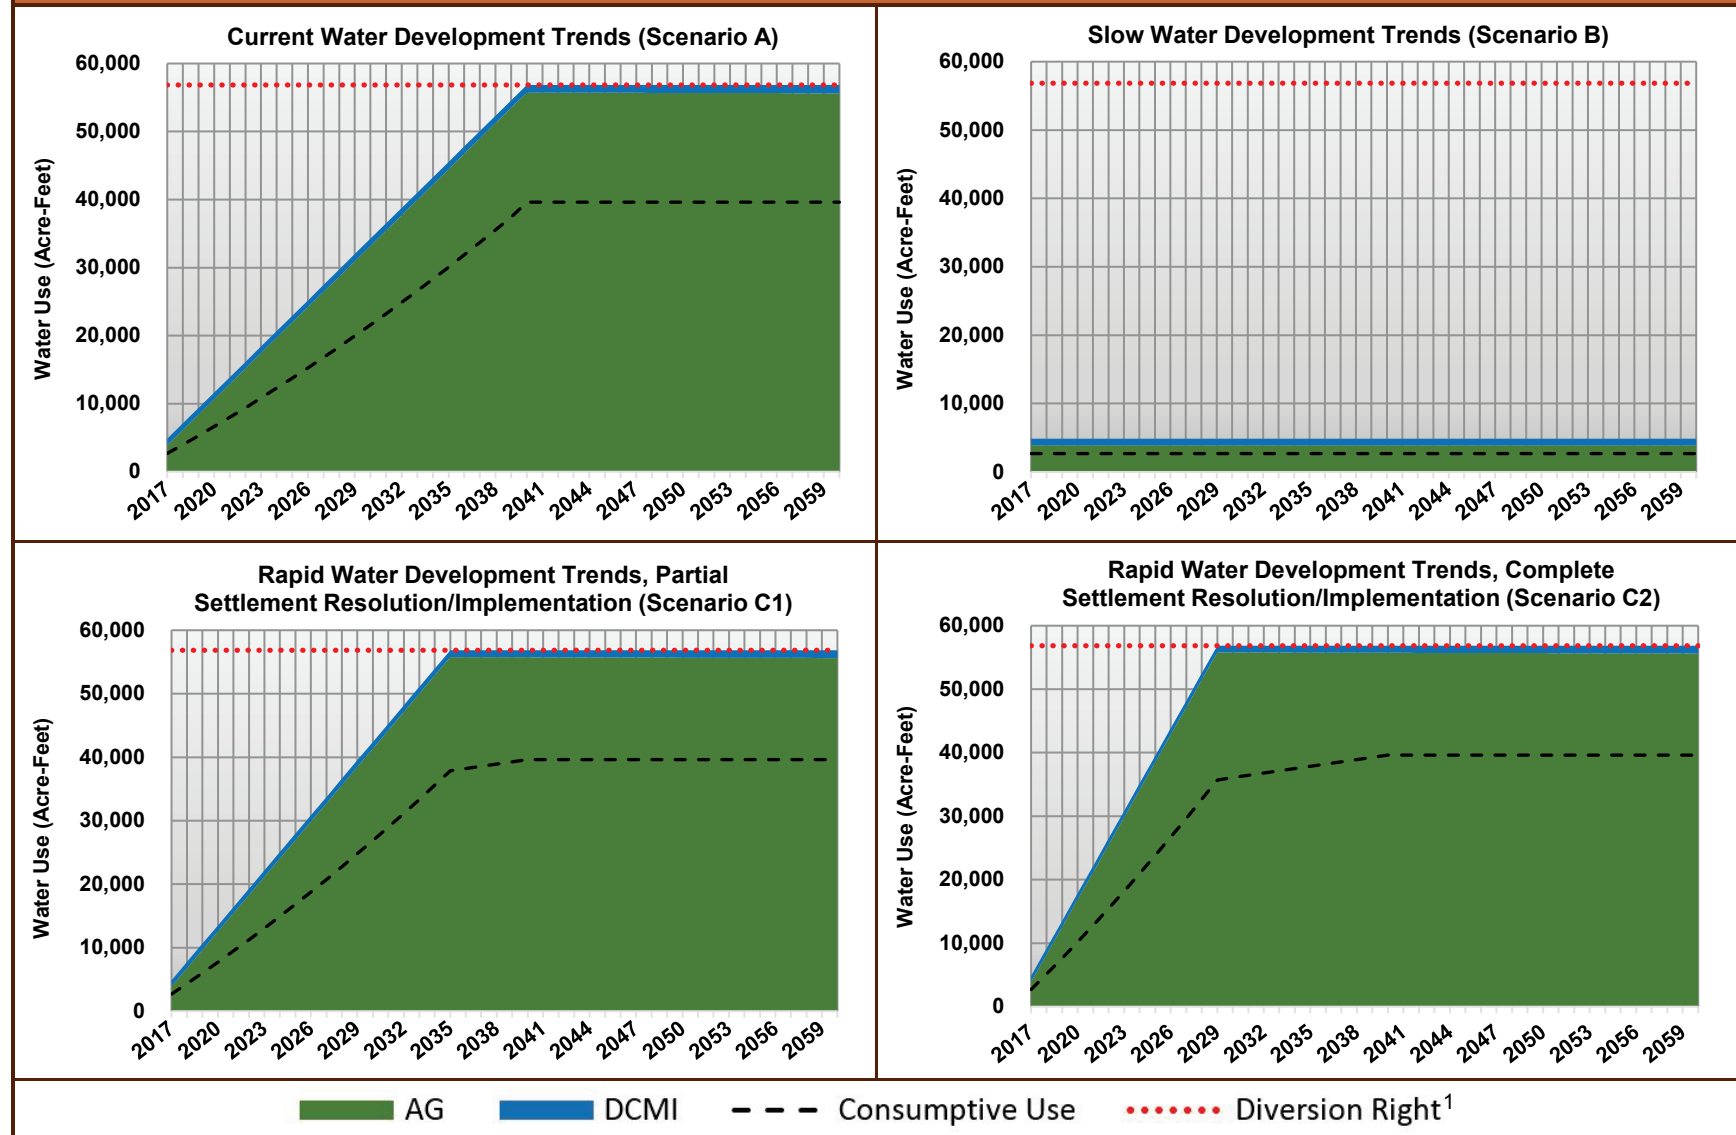 Current Water Development Trends (Scenario A)
Water Use (Acre-Feet)
60,000
50,000
40,000
30,000
20,000
10,000
0
2017 2020 2023 2026 2029 2032 2035 2038 2041 2044 2047 2050 2053 2056 2059
Slow Water Development Trends (Scenario B)
Water Use (Acre-Feet)
60,000
50,000
40,000
30,000
20,000
10,000
0
2017 2020 2023 2026 2029 2032 2035 2038 2041 2044 2047 2050 2053 2056 2059
Rapid Water Development Trends, Partial
Settlement Resolution/Implementation (Scenario C1)
Water Use (Acre-Feet)
60,000
50,000
40,000
30,000
20,000
10,000
0
2017 2020 2023 2026 2029 2032 2035 2038 2041 2044 2047 2050 2053 2056 2059
Rapid Water Development Trends, Complete
Settlement Resolution/Implementation (Scenario C2)
Water Use (Acre-Feet)
60,000
50,000
40,000
30,000
20,000
10,000
0
2017 2020 2023 2026 2029 2032 2035 2038 2041 2044 2047 2050 2053 2056 2059
AG DCMI Consumptive Use Diversion Right¹